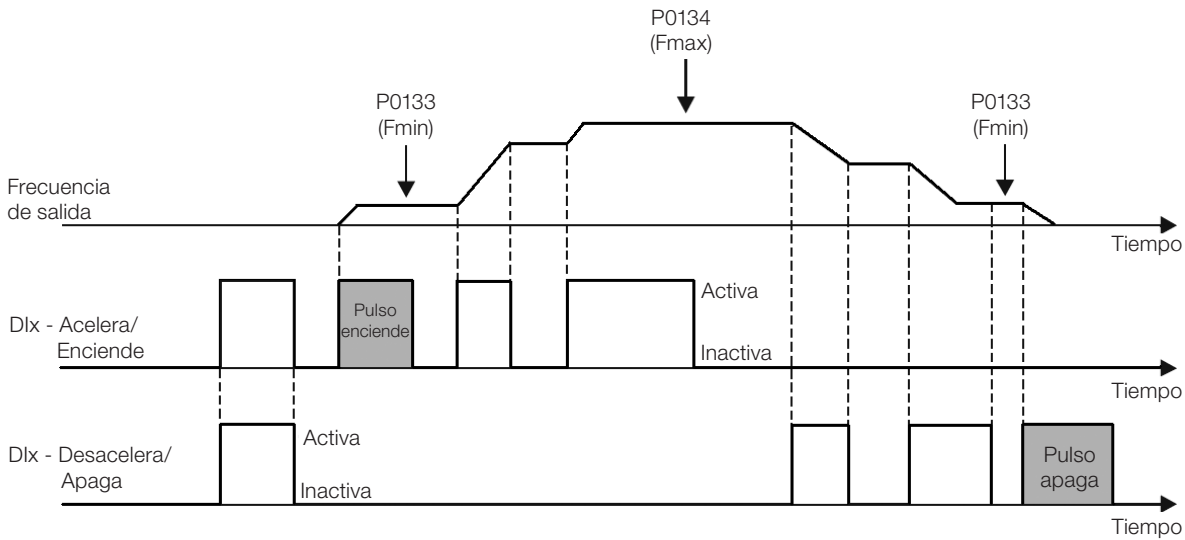 P0134
(Fmax)
P0133
(Fmin)
P0133
(Fmin)
Frecuencia
de salida
Tiempo
Activa
Pulso
enciende
DIx - Acelera/
Enciende
Inactiva
Tiempo
Activa
DIx - Desacelera/
Apaga
Inactiva
Pulso
apaga
Tiempo